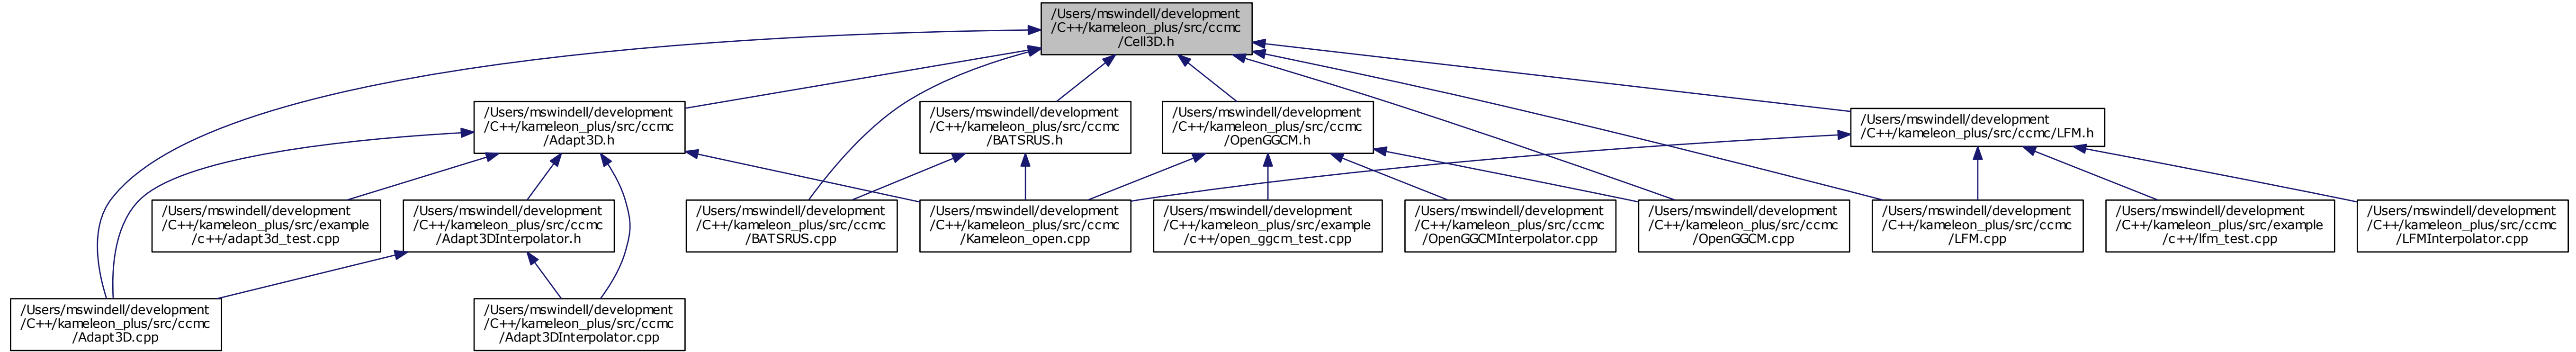 /Users/mswindell/development
/C++/kameleon_plus/src/ccmc
/Cell3D.h
/Users/mswindell/development
/C++/kameleon_plus/src/ccmc
/Adapt3D.h
/Users/mswindell/development
/C++/kameleon_plus/src/ccmc
/BATSRUS.h
/Users/mswindell/development
/C++/kameleon_plus/src/ccmc
/OpenGGCM.h
/Users/mswindell/development
/C++/kameleon_plus/src/ccmc/LFM.h
/Users/mswindell/development
/C++/kameleon_plus/src/example
/c++/adapt3d_test.cpp
/Users/mswindell/development
/C++/kameleon_plus/src/ccmc
/Adapt3DInterpolator.h
/Users/mswindell/development
/C++/kameleon_plus/src/ccmc
/BATSRUS.cpp
/Users/mswindell/development
/C++/kameleon_plus/src/ccmc
/Kameleon_open.cpp
/Users/mswindell/development
/C++/kameleon_plus/src/example
/c++/open_ggcm_test.cpp
/Users/mswindell/development
/C++/kameleon_plus/src/ccmc
/OpenGGCMInterpolator.cpp
/Users/mswindell/development
/C++/kameleon_plus/src/ccmc
/OpenGGCM.cpp
/Users/mswindell/development
/C++/kameleon_plus/src/ccmc
/LFM.cpp
/Users/mswindell/development
/C++/kameleon_plus/src/example
/c++/lfm_test.cpp
/Users/mswindell/development
/C++/kameleon_plus/src/ccmc
/LFMInterpolator.cpp
/Users/mswindell/development
/C++/kameleon_plus/src/ccmc
/Adapt3D.cpp
/Users/mswindell/development
/C++/kameleon_plus/src/ccmc
/Adapt3DInterpolator.cpp